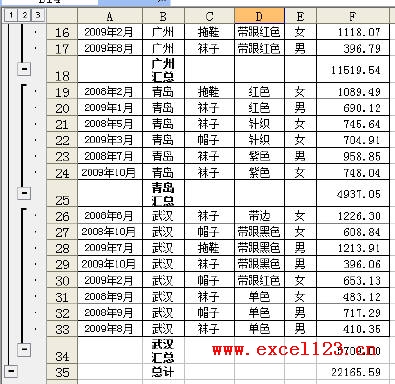 1 2 3 A B C D E F
16 2009年2月 广州 拖鞋 带眼红色 女 1118.07
17 2009年8月 广州 袜子 带眼红色 男 396.79
18 广州汇总 11519.54
19 2008年2月 青岛 拖鞋 红色 女 1089.49
20 2009年1月 青岛 袜子 红色 男 690.12
21 2008年5月 青岛 袜子 针织 女 745.64
22 2009年3月 青岛 帽子 针织 女 704.91
23 2008年7月 青岛 袜子 紫色 男 958.85
24 2009年10月 青岛 袜子 紫色 女 748.04
25 青岛汇总 4937.05
26 2008年6月 武汉 袜子 带边 女 1226.30
27 2008年10月 武汉 帽子 带眼黑色 女 608.84
28 2009年7月 武汉 拖鞋 带眼黑色 男 1213.91
29 2009年10月 武汉 袜子 带眼黑色 男 396.06
30 2009年2月 武汉 帽子 带眼红色 男 653.13
31 2008年9月 武汉 袜子 单色 女 483.12
32 2008年9月 武汉 帽子 单色 男 717.29
33 2009年8月 武汉 袜子 单色 男 410.35
34 武汉汇总
www.excel123.cn
35 总计 22165.59